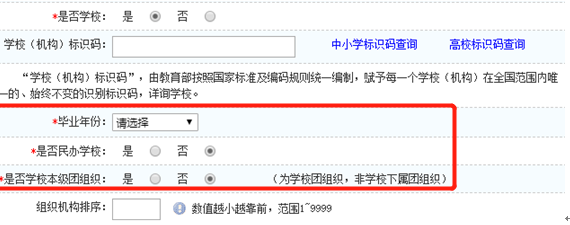 *是否学校： 是 否
学校（机构）标识码： 中小学标识码查询 高校标识码查询
“学校（机构）标识码”，由教育部按照国家标准及编码规则统一编制，赋予每一个学校（机构）在全国范围内唯
一的、始终不变的识别标识码，详询学校。
*毕业年份： 请选择
*是否民办学校： 是 否
*是否学校本级团组织： 是 否 （为学校团组织，非学校下属团组织）
组织机构排序： 数值越小越靠前，范围1~9999